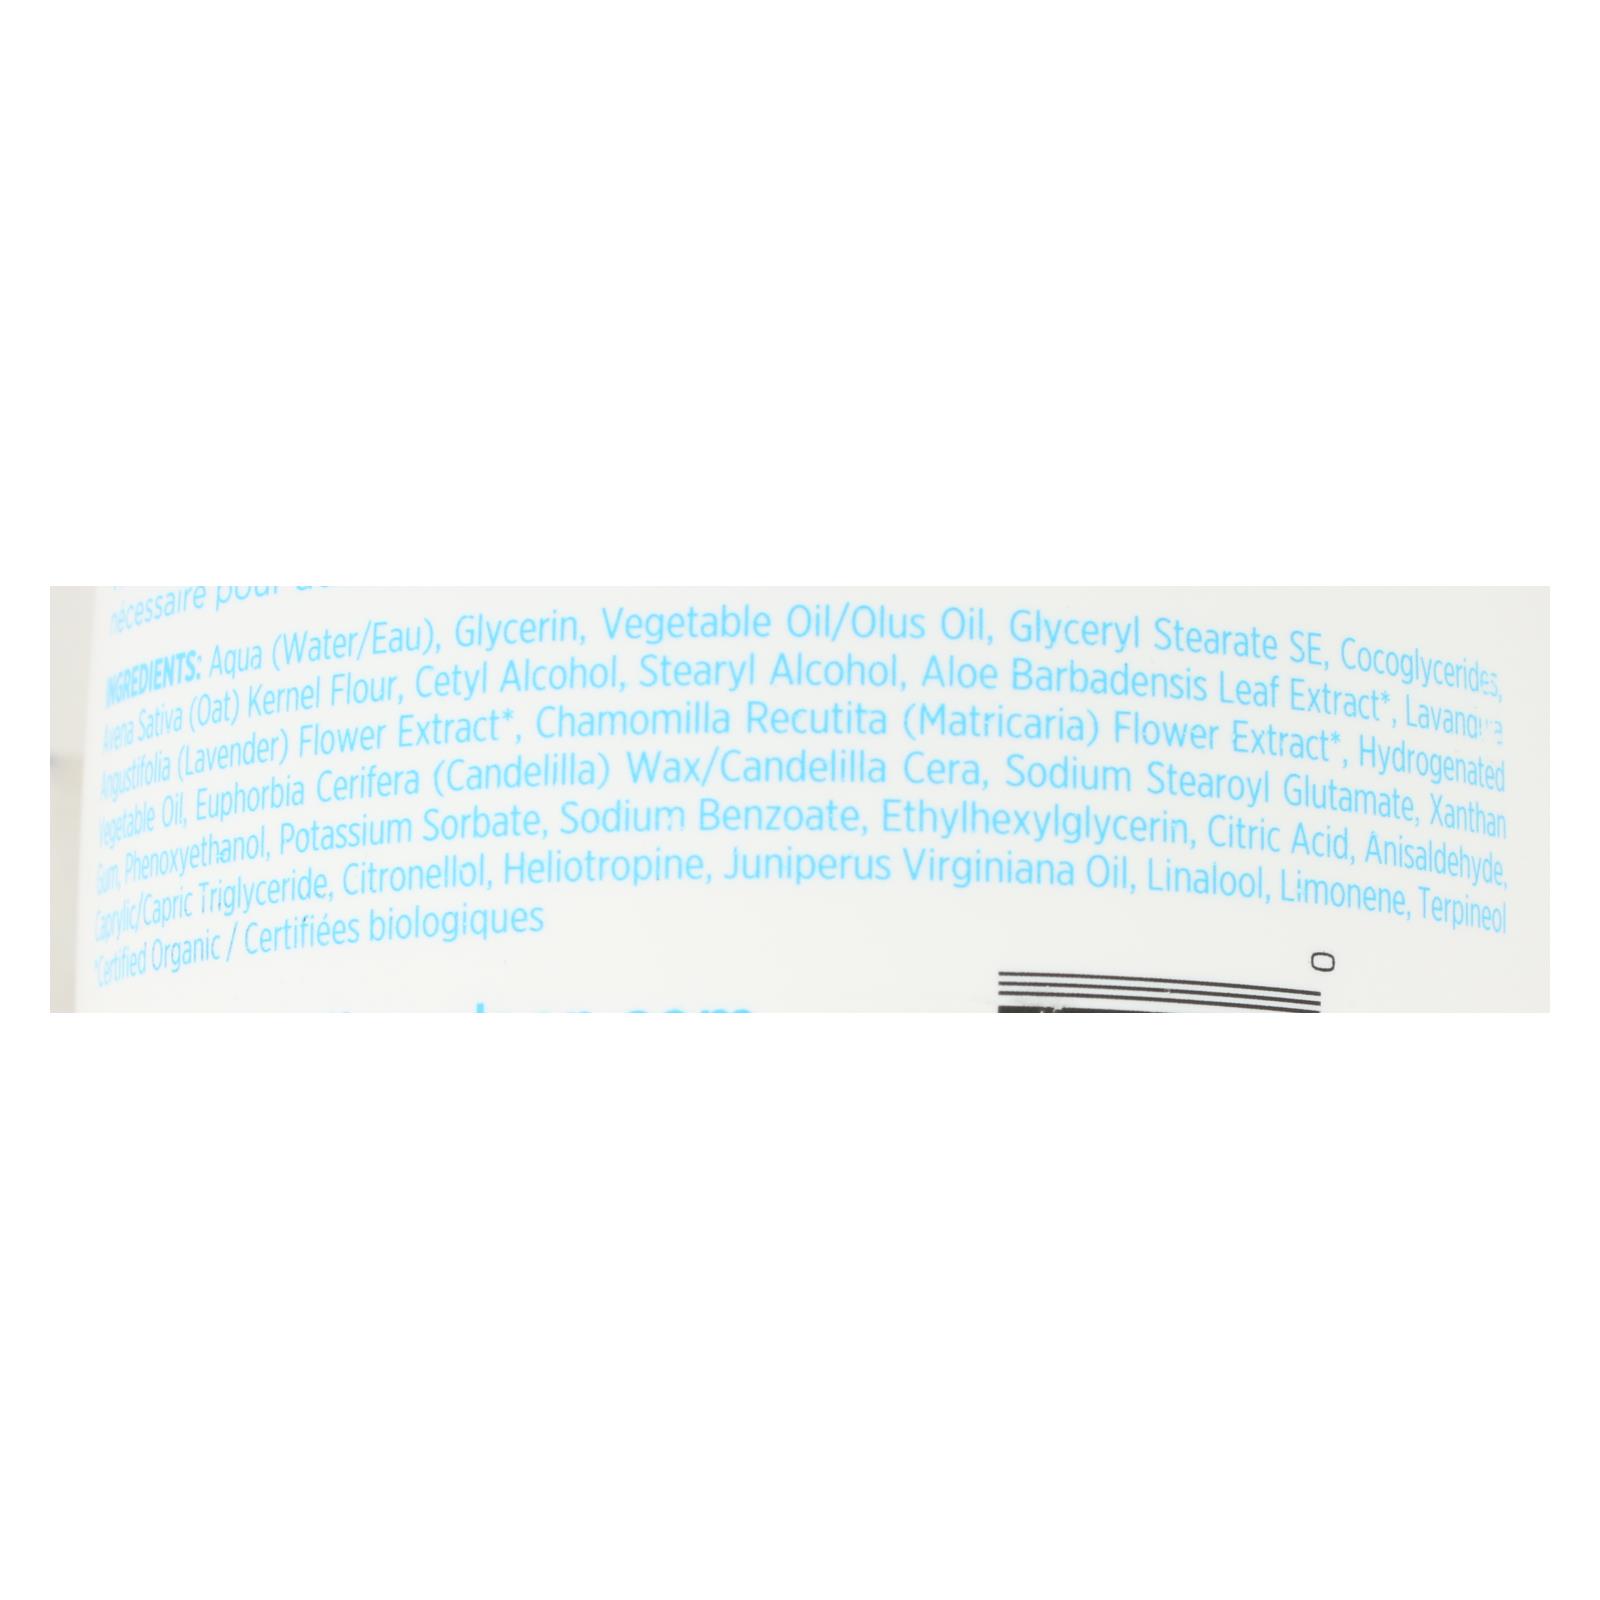 nécessaire pour
INGREDIENTS: Aqua (Water/Eau), Glycerin, Vegetable Oil/Olus Oil, Glyceryl Stearate SE, Cocoglycerides,
Avena Sativa (Oat) Kernel Flour, Cetyl Alcohol, Stearyl Alcohol, Aloe Barbadensis Leaf Extract*, Lavandula
Angustifolia (Lavender) Flower Extract*, Chamomilla Recutita (Matricaria) Flower Extract*, Hydrogenated
Vegetable Oil, Euphorbia Cerifera (Candelilla) Wax/Candelilla Cera, Sodium Stearoyl Glutamate, Xanthan
Gum, Phenoxyethanol, Potassium Sorbate, Sodium Benzoate, Ethylhexylglycerin, Citric Acid, Anisaldehyde,
Caprylic/Capric Triglyceride, Citronellol, Heliotropine, Juniperus Virginiana Oil, Linalool, Limonene, Terpineol
*Certified Organic / Certifiées biologiques
0